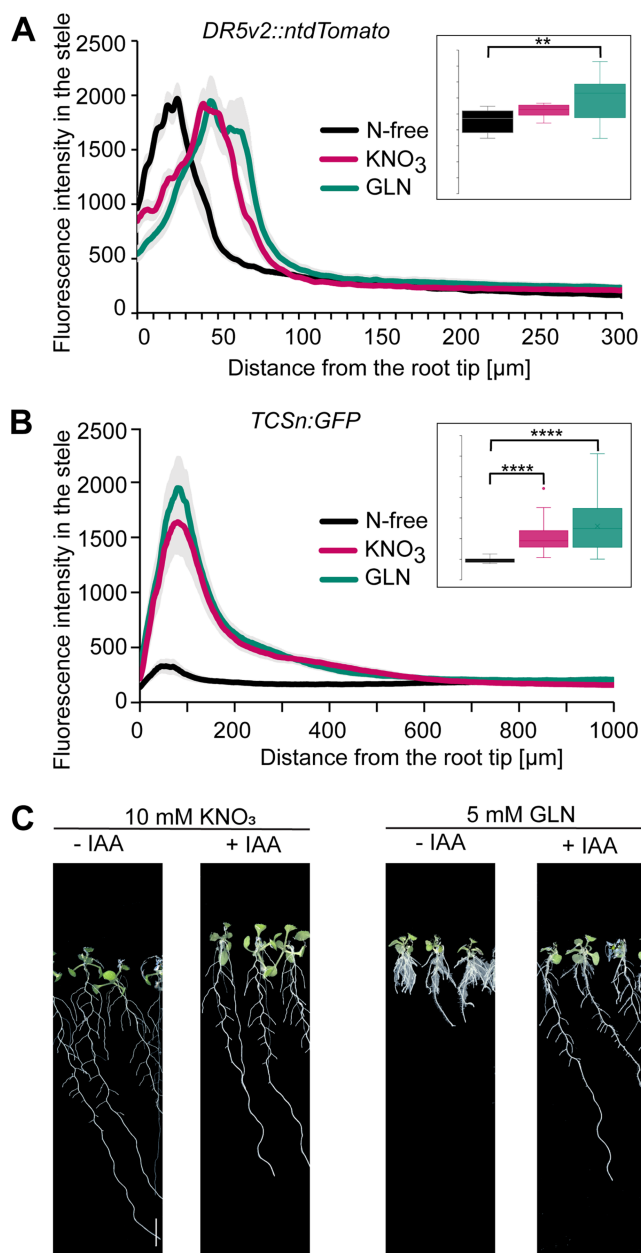 A
DR5v2::ntdTomato
Fluorescence intensity in the stele
2500
2000
1500
1000
500
0
N-free
KNO₃
GLN
**
0 50 100 150 200 250 300
Distance from the root tip [µm]
B
TCSn:GFP
Fluorescence intensity in the stele
2500
2000
1500
1000
500
0
N-free
KNO₃
GLN
****
****
0 200 400 600 800 1000
Distance from the root tip [µm]
C
10 mM KNO₃ 5 mM GLN
- IAA + IAA - IAA + IAA